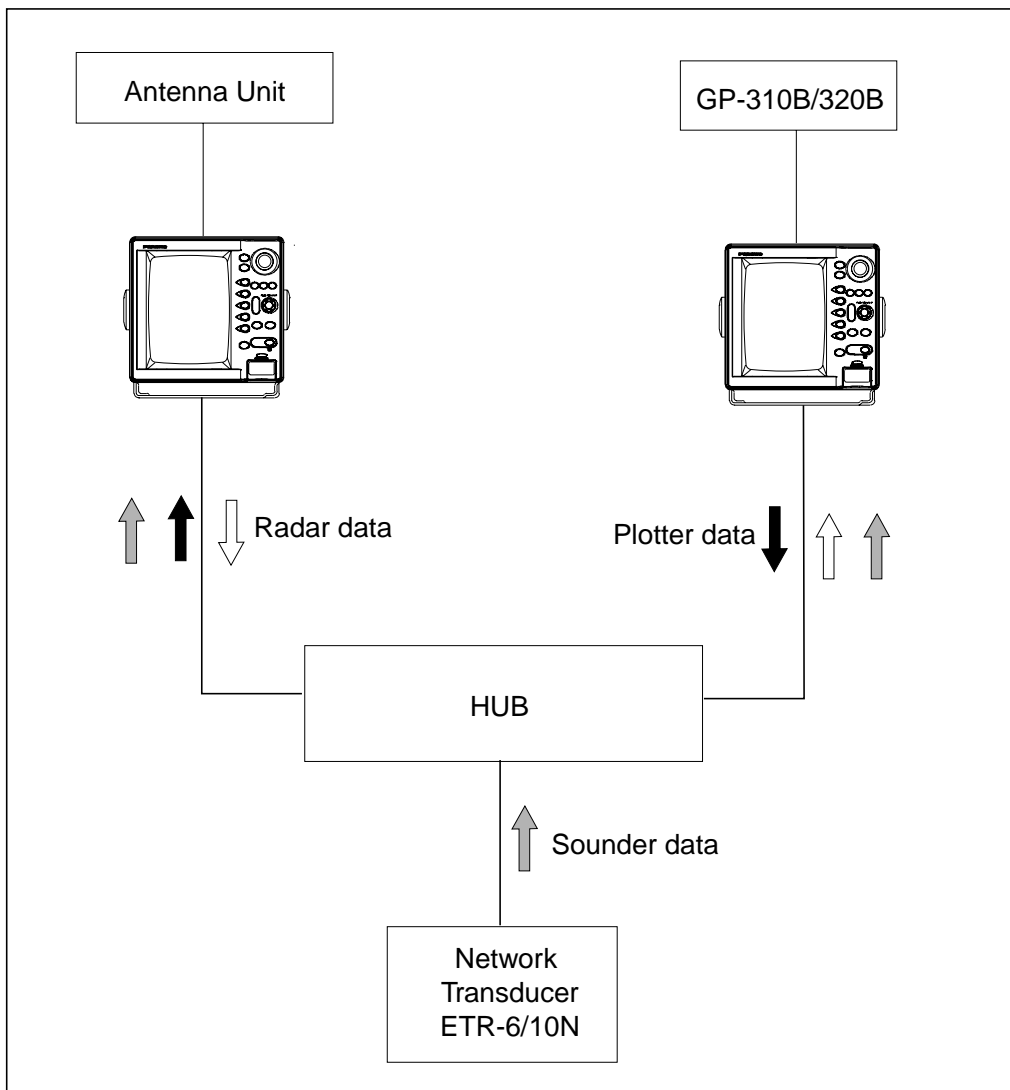 Antenna Unit
GP-310B/320B
Radar data
Plotter data
HUB
Sounder data
Network
Transducer
ETR-6/10N